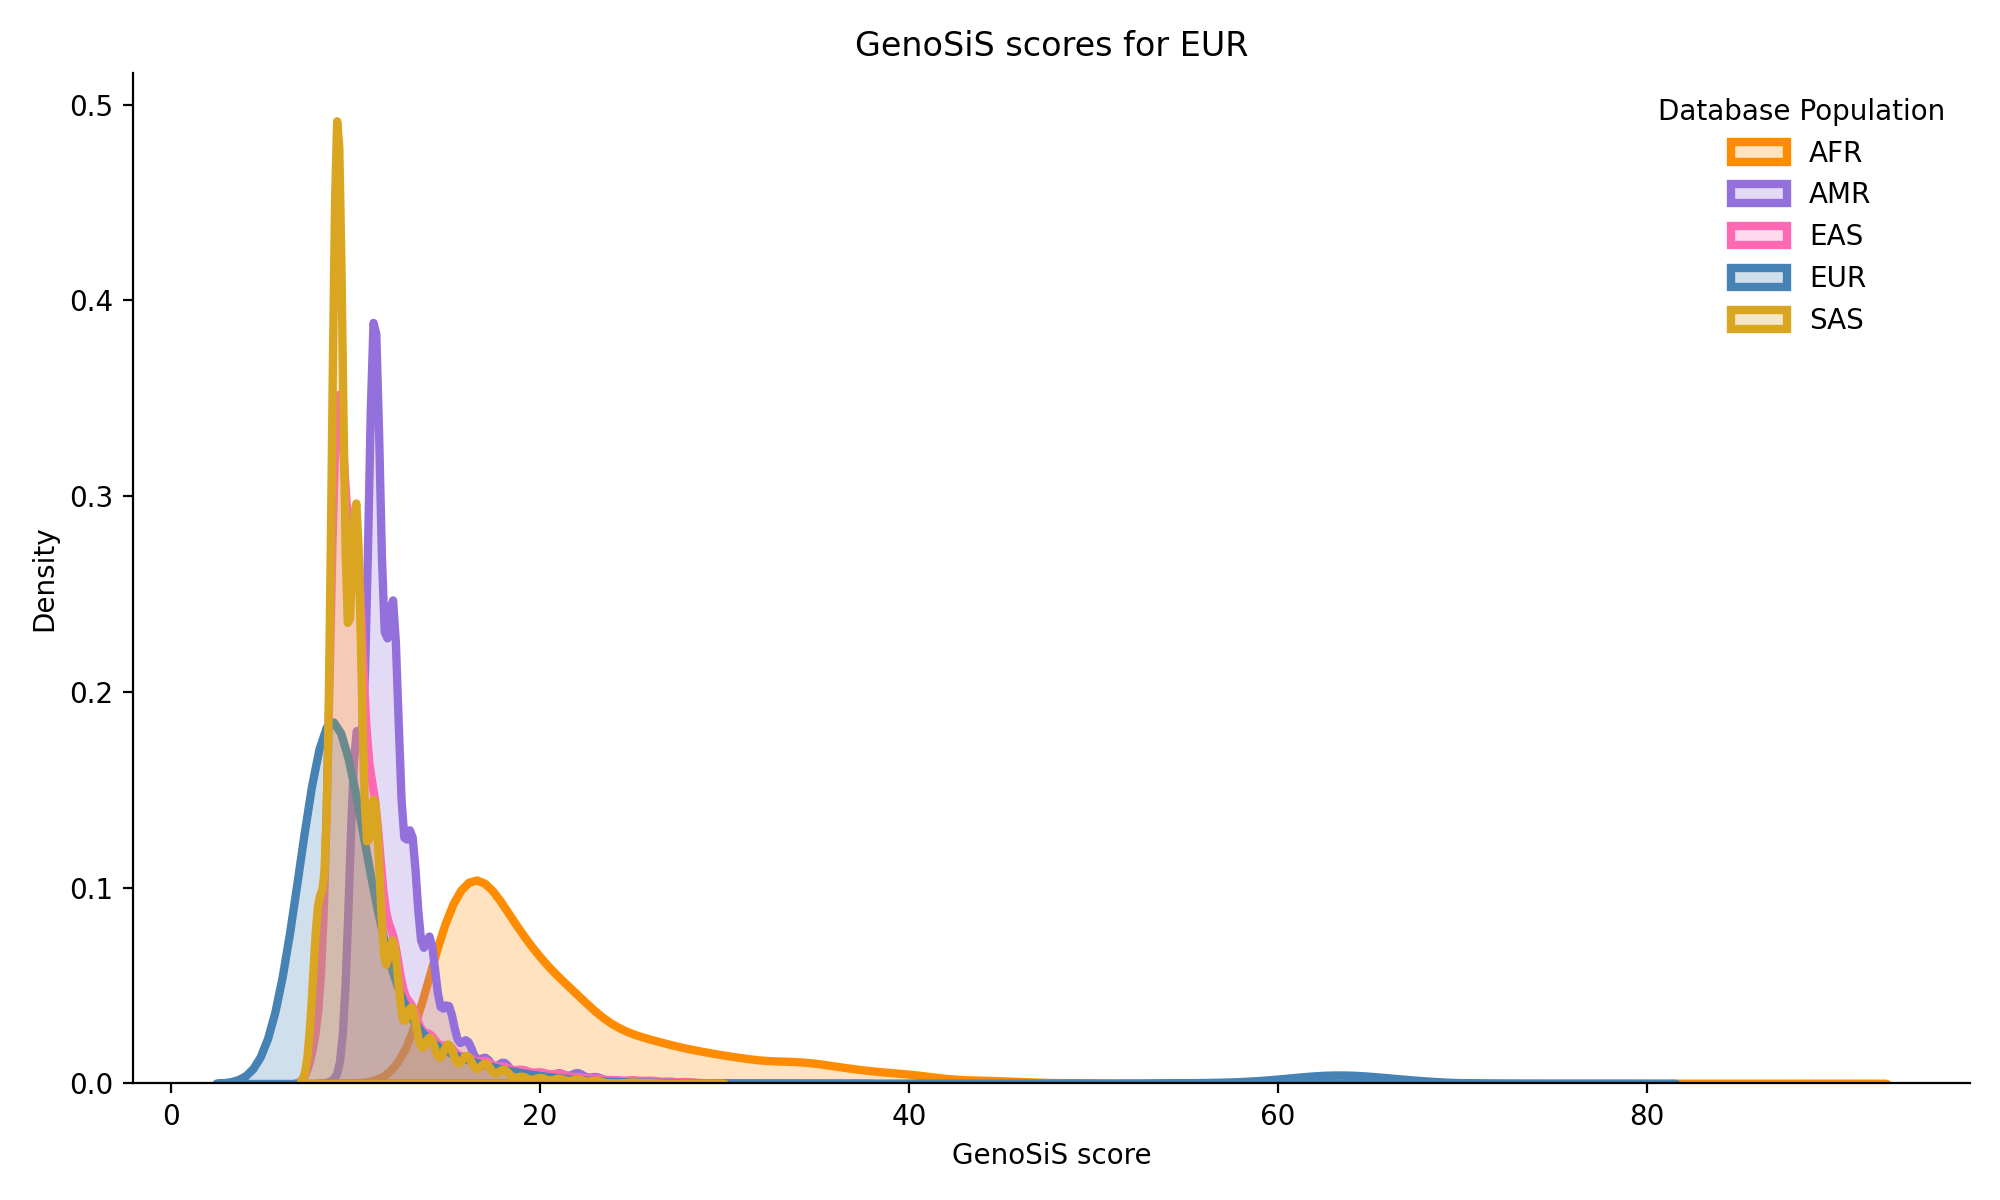 GenoSiS scores for EUR
Database Population
AFR
AMR
EAS
EUR
SAS
Density
0.5
0.4
0.3
0.2
0.1
0.0
0 20 40 60 80
GenoSiS score